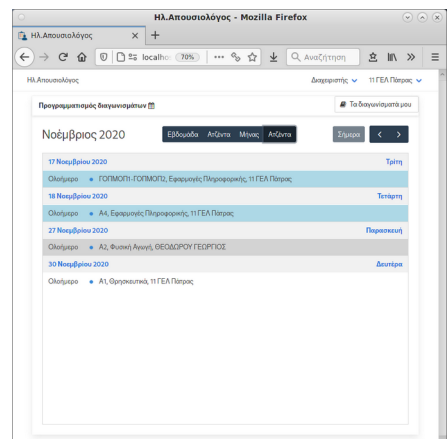 Ηλ.Απουσιολόγος - Mozilla Firefox
Ηλ.Απουσιολόγος
localho 70% Αναζήτηση
Ηλ.Απουσιολόγος Διαχειριστής 11 ΓΕΛ Πάτρας
Προγραμματισμός διαγωνισμάτων Τα διαγωνίσματά μου
Νοέμβριος 2020 Εβδομάδα Ατζέντα Μήνας Ατζέντα Σήμερα
17 Νοεμβρίου 2020 Τρίτη
Ολοήμερο ΓΟΠΜΟΠ1-ΓΟΠΜΟΠ2, Εφαρμογές Πληροφορικής, 11 ΓΕΛ Πάτρας
18 Νοεμβρίου 2020 Τετάρτη
Ολοήμερο Α4, Εφαρμογές Πληροφορικής, 11 ΓΕΛ Πάτρας
27 Νοεμβρίου 2020 Παρασκευή
Ολοήμερο Α2, Φυσική Αγωγή, ΘΕΟΔΩΡΟΥ ΓΕΩΡΓΙΟΣ
30 Νοεμβρίου 2020 Δευτέρα
Ολοήμερο Α1, Θρησκευτικά, 11 ΓΕΛ Πάτρας